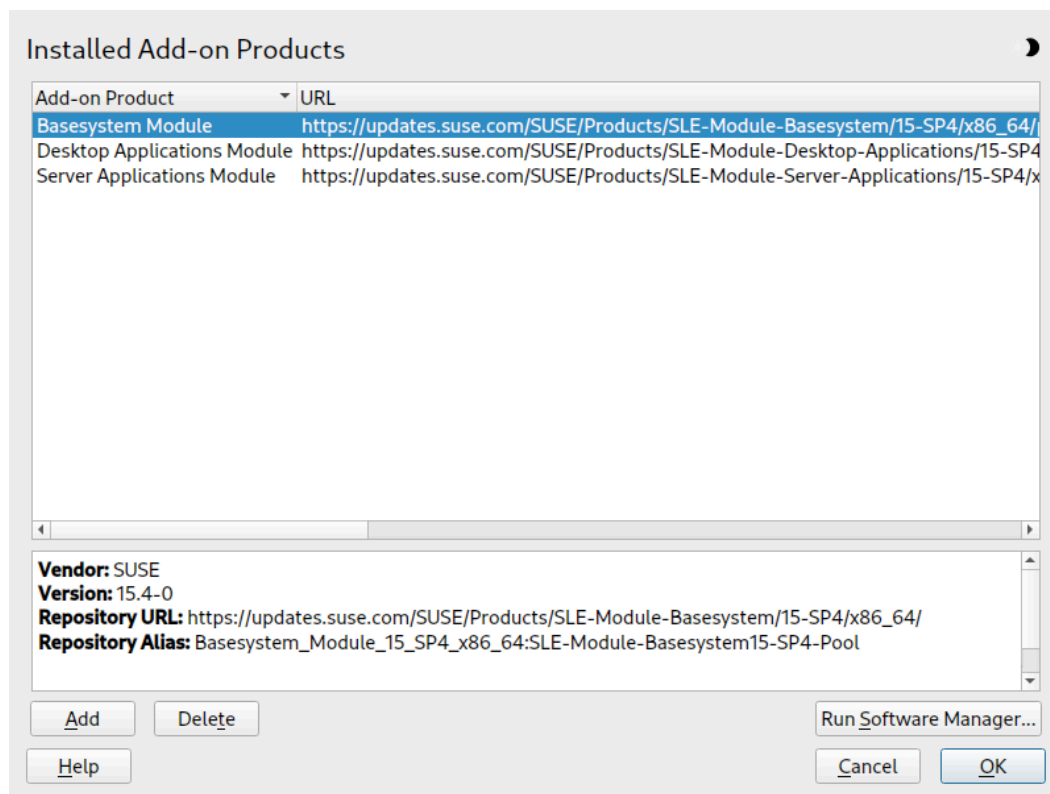 Installed Add-on Products
Add-on Product URL
Basesystem Module https://updates.suse.com/SUSE/Products/SLE-Module-Basesystem/15-SP4/x86_64/
Desktop Applications Module https://updates.suse.com/SUSE/Products/SLE-Module-Desktop-Applications/15-SP4
Server Applications Module https://updates.suse.com/SUSE/Products/SLE-Module-Server-Applications/15-SP4/x
Vendor: SUSE
Version: 15.4-0
Repository URL: https://updates.suse.com/SUSE/Products/SLE-Module-Basesystem/15-SP4/x86_64/
Repository Alias: Basesystem_Module_15_SP4_x86_64:SLE-Module-Basesystem15-SP4-Pool
Add Delete Run Software Manager...
Help Cancel OK